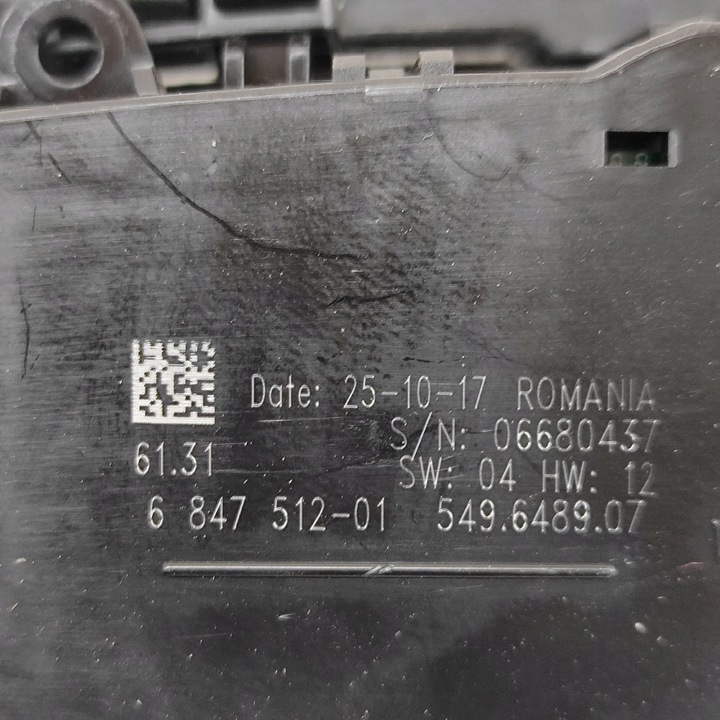 Date: 25-10-17 ROMANIA
S/N: 06680437
61.31
SW: 04 HW: 12
6 847 512-01 549.6489.07